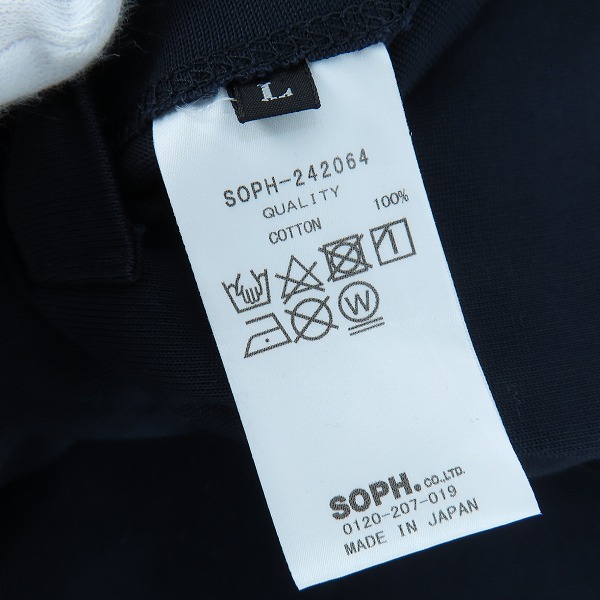 L
SOPH-242064
QUALITY
COTTON 100%
W
SOPH. CO.,LTD.
0120-207-019
MADE IN JAPAN